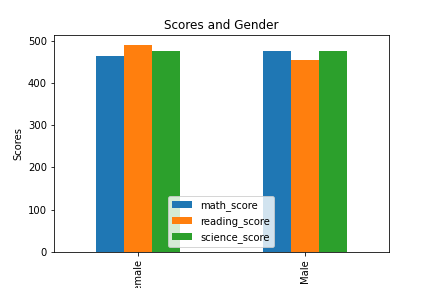 Scores and Gender
500
400
300
200
100
0
Scores
math_score
reading_score
science_score
emale
Male